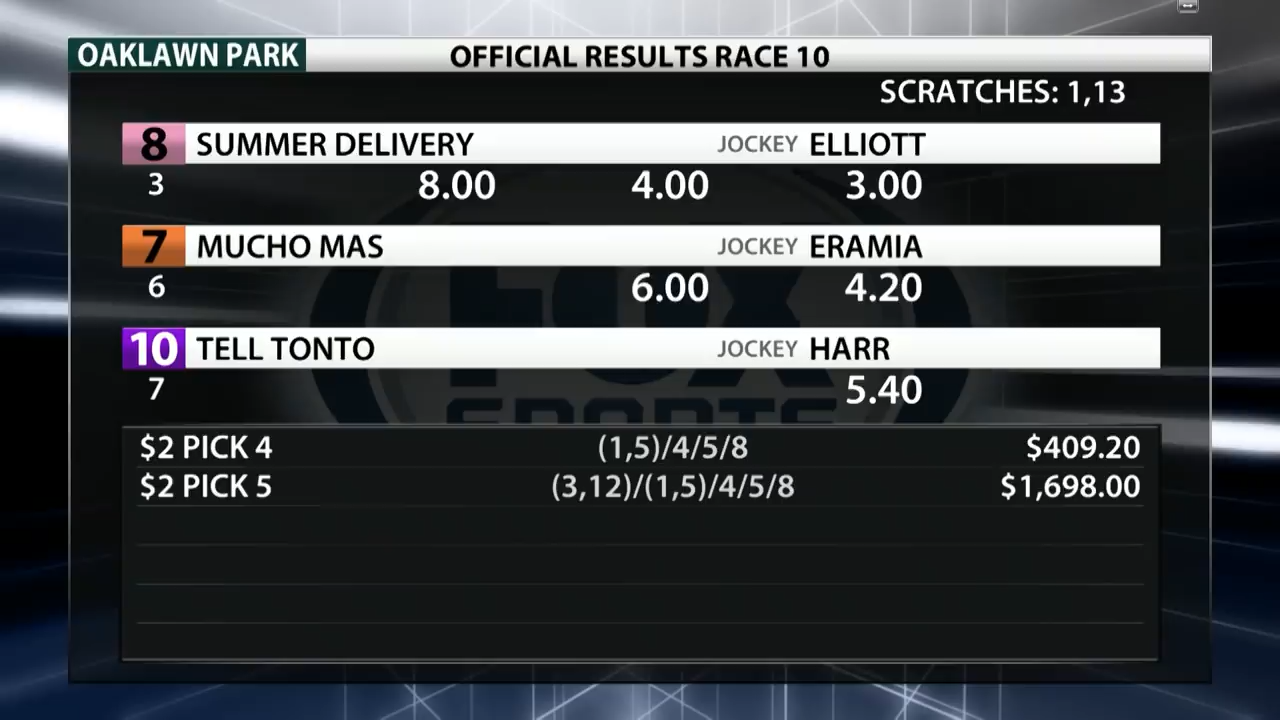 OAKLAWN PARK OFFICIAL RESULTS RACE 10
SCRATCHES: 1,13
8 SUMMER DELIVERY JOCKEY ELLIOTT
3 8.00 4.00 3.00
7 MUCHO MAS JOCKEY ERAMIA
6 6.00 4.20
10 TELL TONTO JOCKEY HARR
7 5.40
FOX
SPORTS
$2 PICK 4 (1,5)/4/5/8 $409.20
$2 PICK 5 (3,12)/(1,5)/4/5/8 $1,698.00